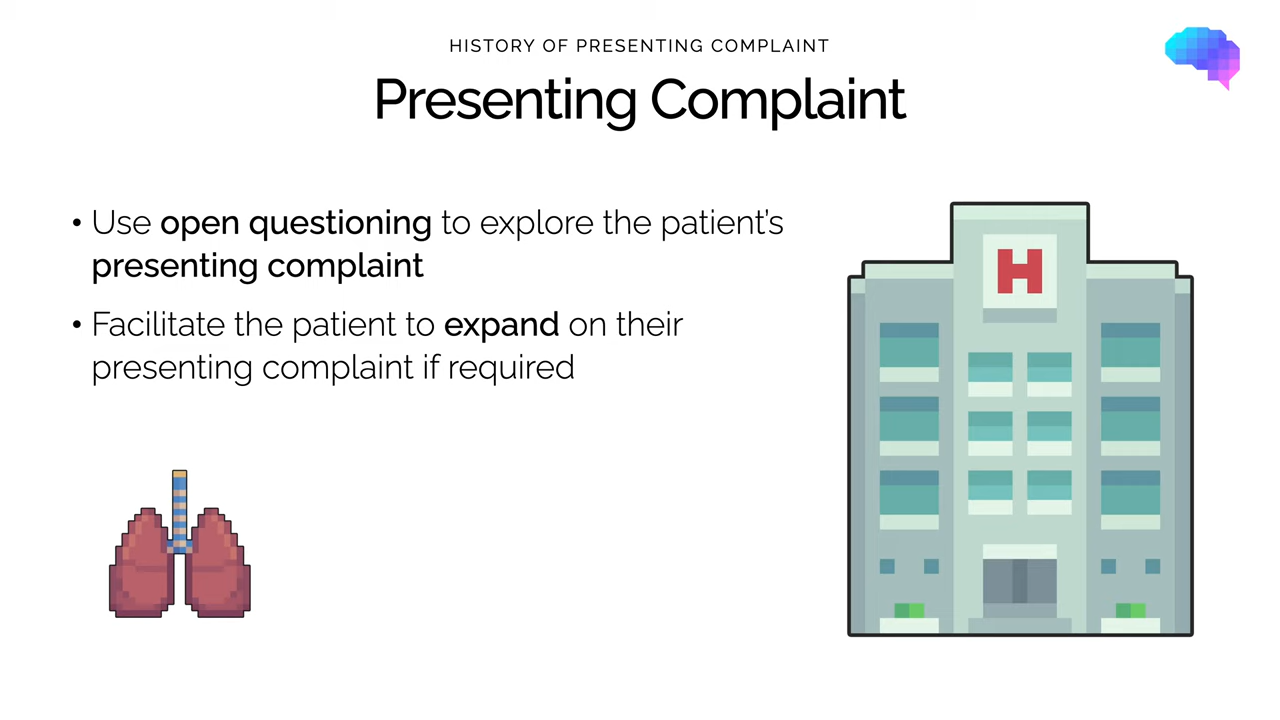 HISTORY OF PRESENTING COMPLAINT
Presenting Complaint
• Use open questioning to explore the patient’s
presenting complaint
• Facilitate the patient to expand on their
presenting complaint if required
H